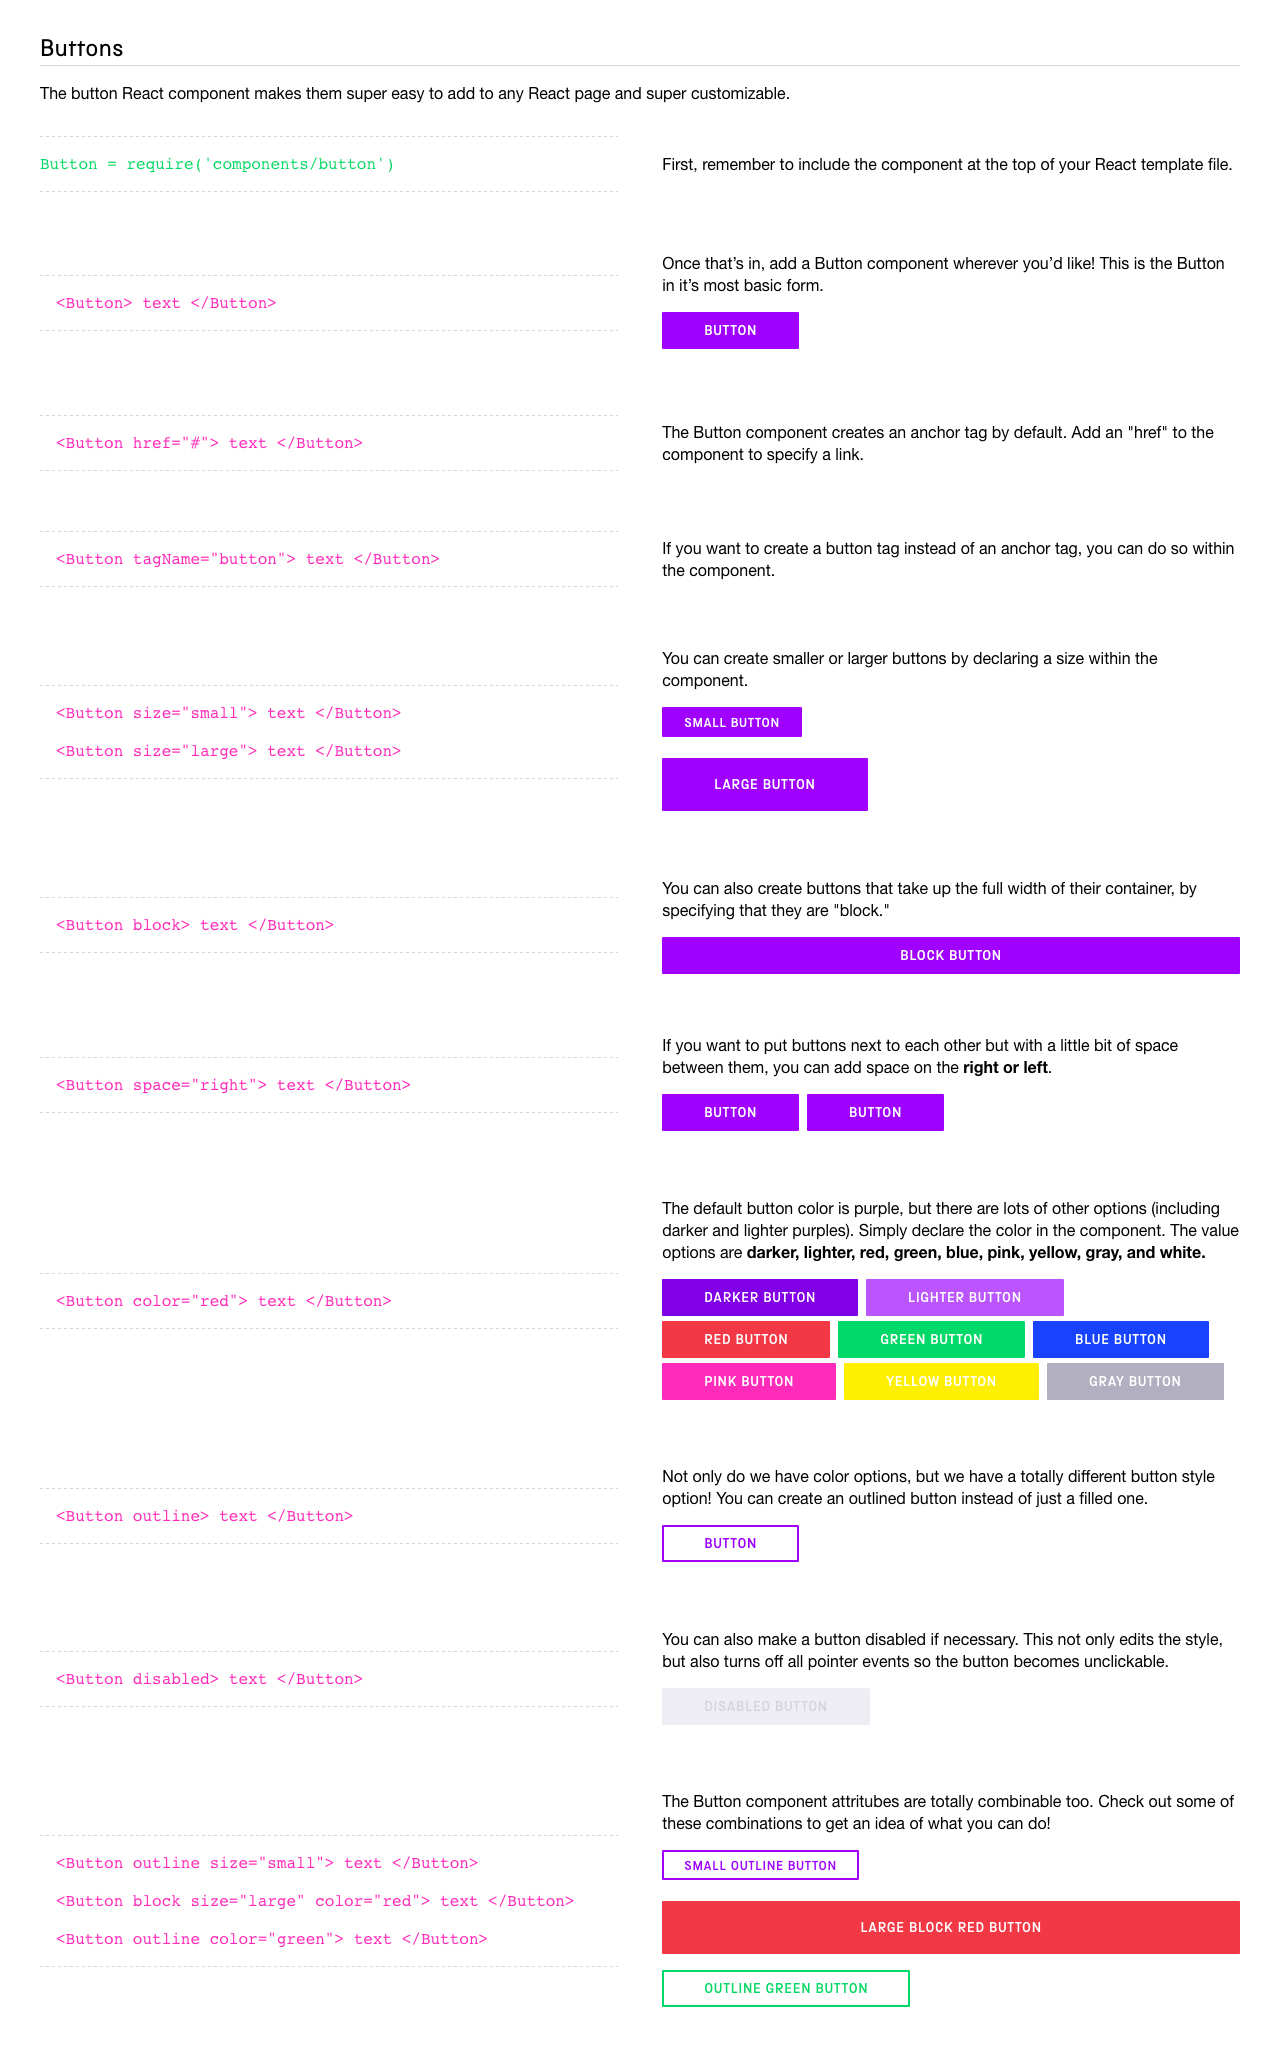 Buttons
The button React component makes them super easy to add to any React page and super customizable.
Button = require('components/button')
First, remember to include the component at the top of your React template file.
<Button> text </Button>
Once that’s in, add a Button component wherever you’d like! This is the Button
in it’s most basic form.
BUTTON
<Button href="#"> text </Button>
The Button component creates an anchor tag by default. Add an "href" to the
component to specify a link.
<Button tagName="button"> text </Button>
If you want to create a button tag instead of an anchor tag, you can do so within
the component.
<Button size="small"> text </Button>
<Button size="large"> text </Button>
You can create smaller or larger buttons by declaring a size within the
component.
SMALL BUTTON
LARGE BUTTON
<Button block> text </Button>
You can also create buttons that take up the full width of their container, by
specifying that they are "block."
BLOCK BUTTON
<Button space="right"> text </Button>
If you want to put buttons next to each other but with a little bit of space
between them, you can add space on the right or left.
BUTTON BUTTON
<Button color="red"> text </Button>
The default button color is purple, but there are lots of other options (including
darker and lighter purples). Simply declare the color in the component. The value
options are darker, lighter, red, green, blue, pink, yellow, gray, and white.
DARKER BUTTON LIGHTER BUTTON
RED BUTTON GREEN BUTTON BLUE BUTTON
PINK BUTTON YELLOW BUTTON GRAY BUTTON
<Button outline> text </Button>
Not only do we have color options, but we have a totally different button style
option! You can create an outlined button instead of just a filled one.
BUTTON
<Button disabled> text </Button>
You can also make a button disabled if necessary. This not only edits the style,
but also turns off all pointer events so the button becomes unclickable.
DISABLED BUTTON
<Button outline size="small"> text </Button>
<Button block size="large" color="red"> text </Button>
<Button outline color="green"> text </Button>
The Button component attritubes are totally combinable too. Check out some of
these combinations to get an idea of what you can do!
SMALL OUTLINE BUTTON
LARGE BLOCK RED BUTTON
OUTLINE GREEN BUTTON